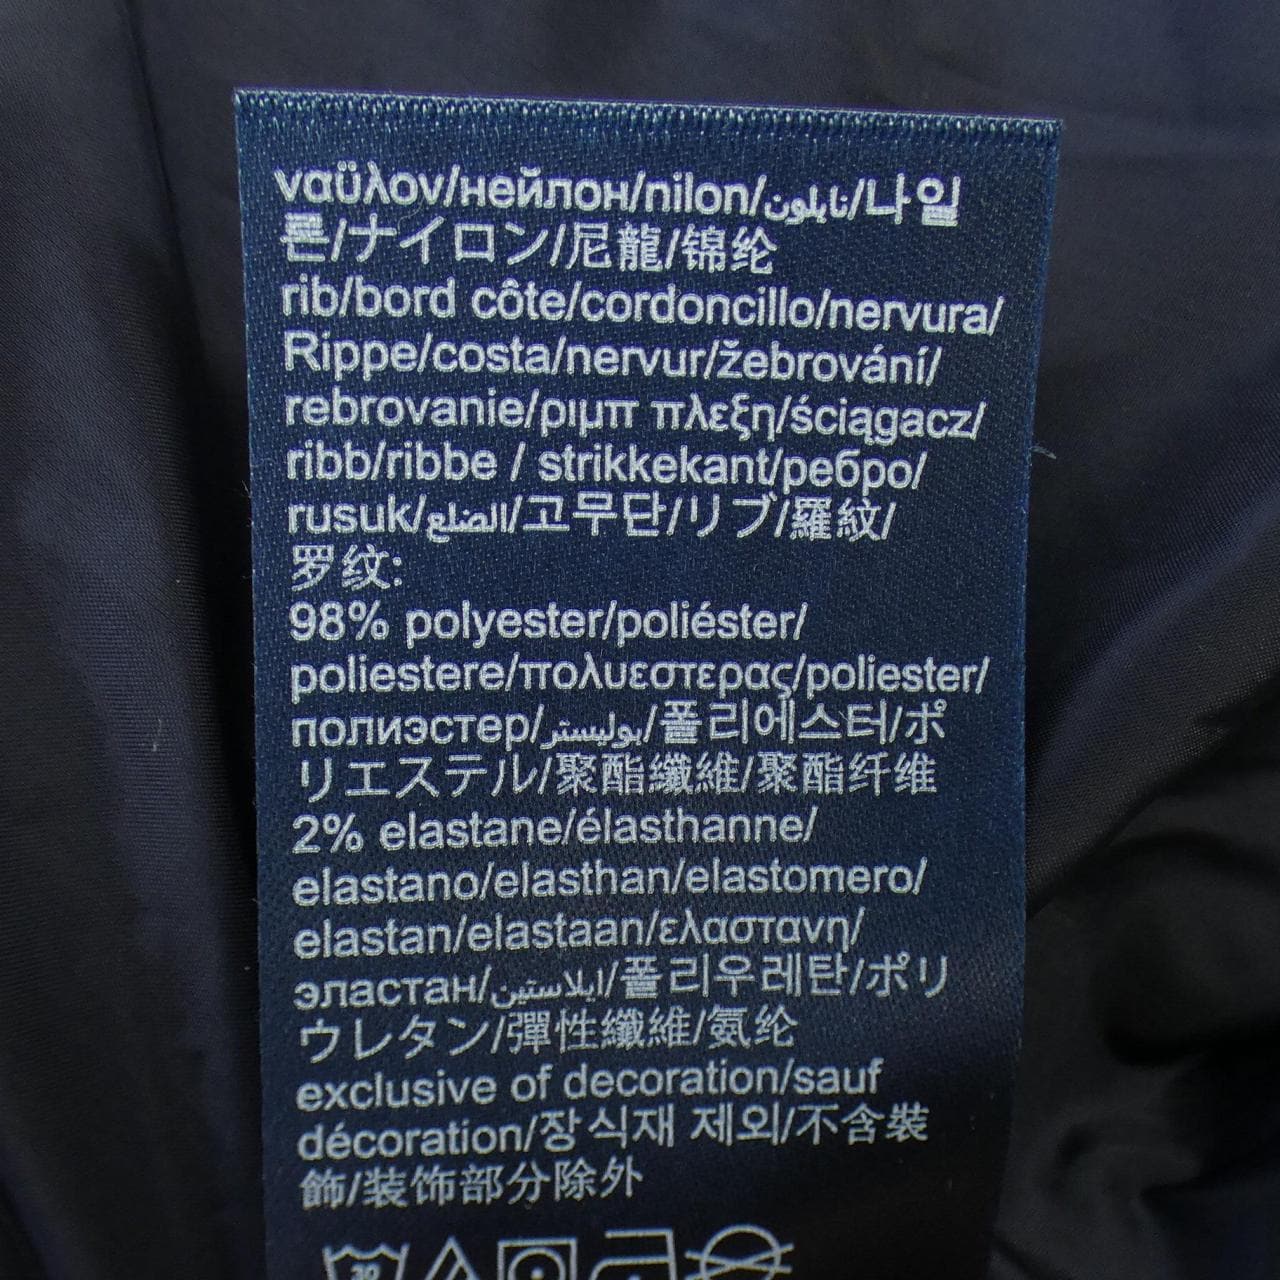 ναϋλον/нейлон/nilon/نايلون/나일
론/ナイロン/尼龍/锦纶
rib/bord côte/cordoncillo/nervura/
Rippe/costa/nervur/žebrování/
rebrovanie/ριμπ πλεξη/ściągacz/
ribb/ribbe / strikkekant/ребро/
rusuk/الضلع/고무단/リブ/羅紋/
罗纹:
98% polyester/poliéster/
poliestere/πολυεστερας/poliester/
полиэстер/بوليستر/폴리에스터/ポ
リエステル/聚酯纖維/聚酯纤维
2% elastane/élasthanne/
elastano/elasthan/elastomero/
elastan/elastaan/ελαστανη/
эластан/ايلاستين/폴리우레탄/ポリ
ウレタン/彈性纖維/氨纶
exclusive of decoration/sauf
décoration/장식재 제외/不含裝
飾/装饰部分除外
30